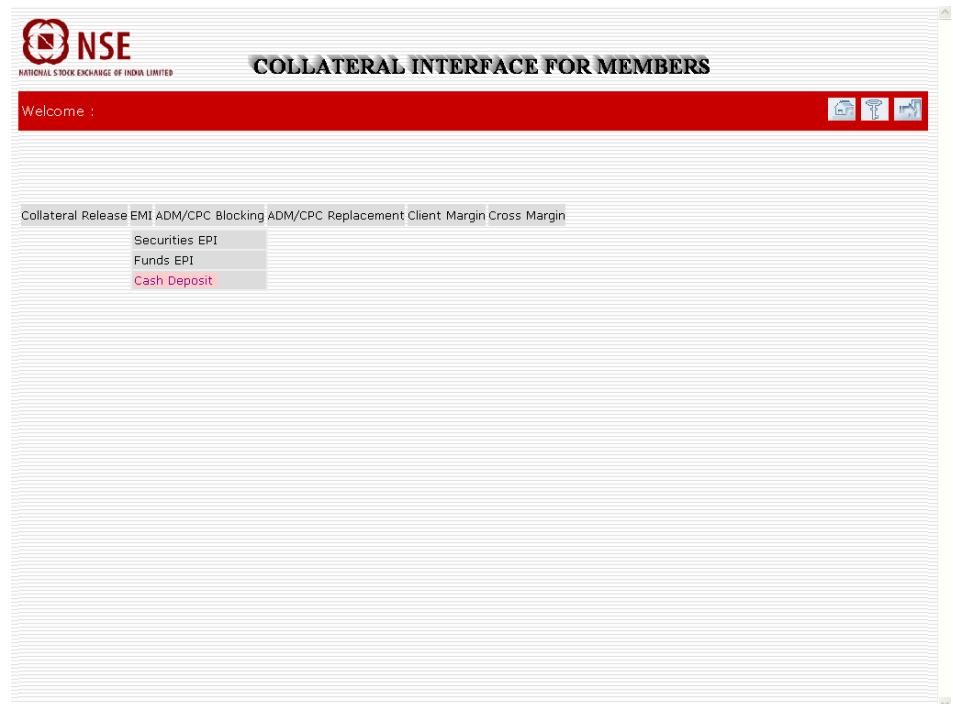 NSE
NATIONAL STOCK EXCHANGE OF INDIA LIMITED
COLLATERAL INTERFACE FOR MEMBERS
Welcome :
Collateral Release EMI ADM/CPC Blocking ADM/CPC Replacement Client Margin Cross Margin
Securities EPI
Funds EPI
Cash Deposit